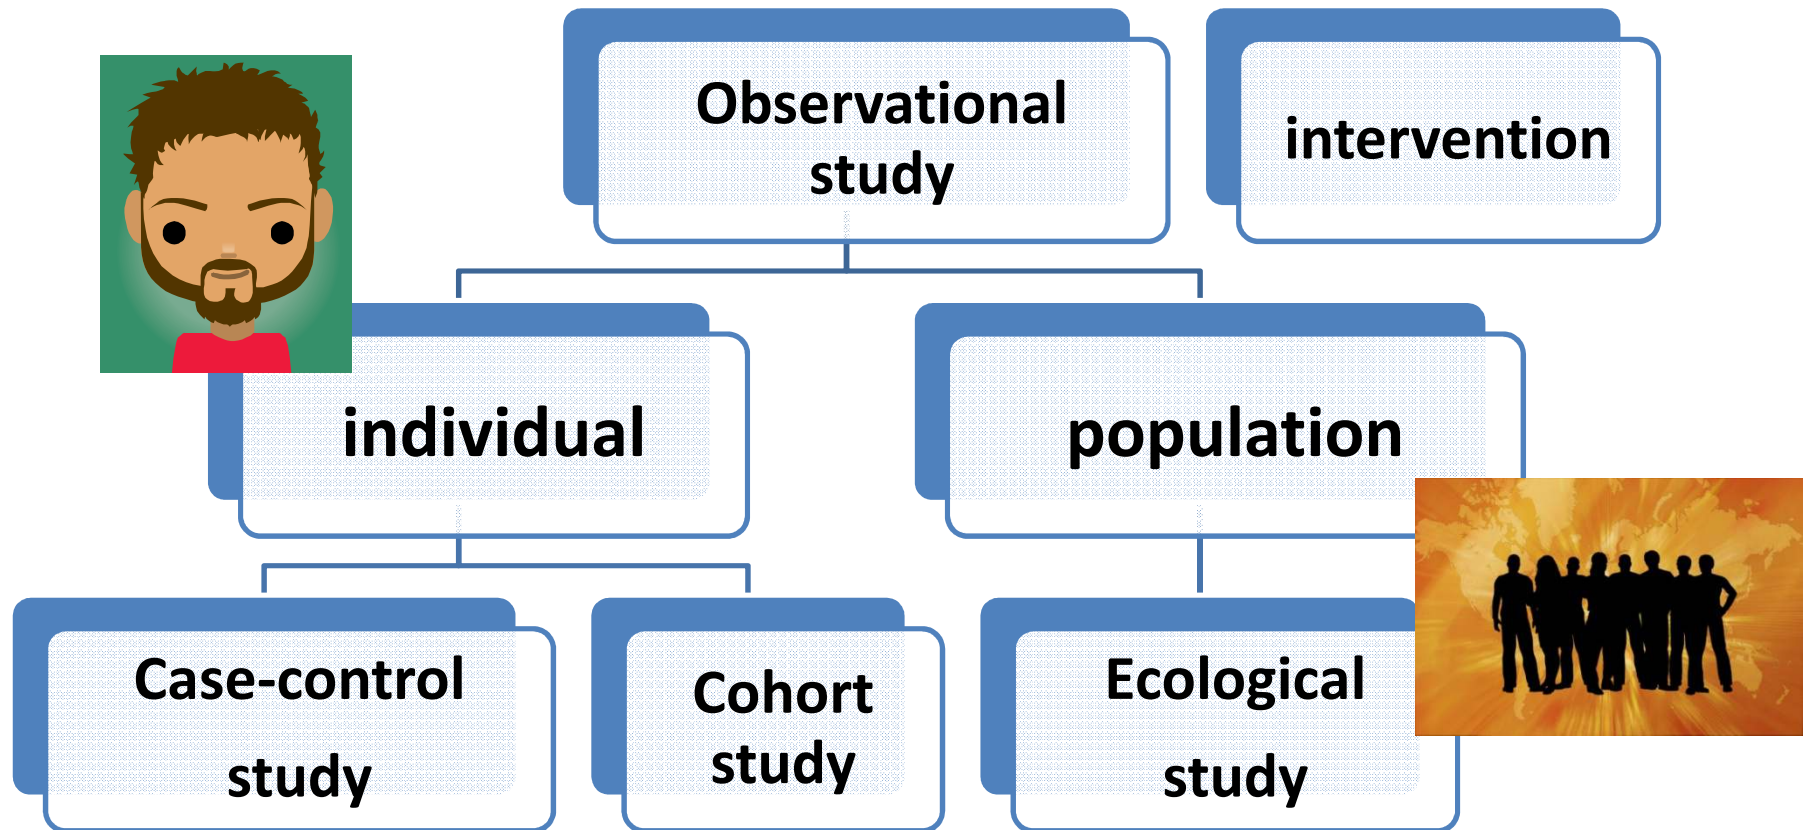 Observational
study
intervention
individual
population
Case-control
study
Cohort
study
Ecological
study